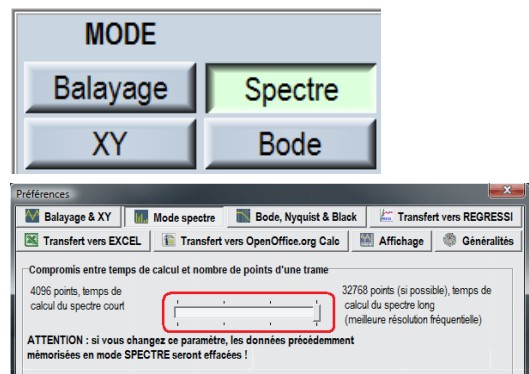 MODE
Balayage Spectre
XY Bode
Préférences
Balayage & XY Mode spectre Bode, Nyquist & Black Transfert vers REGRESSI
Transfert vers EXCEL Transfert vers OpenOffice.org Calc Affichage Généralités
Compromis entre temps de calcul et nombre de points d'une trame
4096 points, temps de
calcul du spectre court
32768 points (si possible), temps de
calcul du spectre long
(meilleure résolution fréquentielle)
ATTENTION : si vous changez ce paramètre, les données précédemment
mémorisées en mode SPECTRE seront effacées !